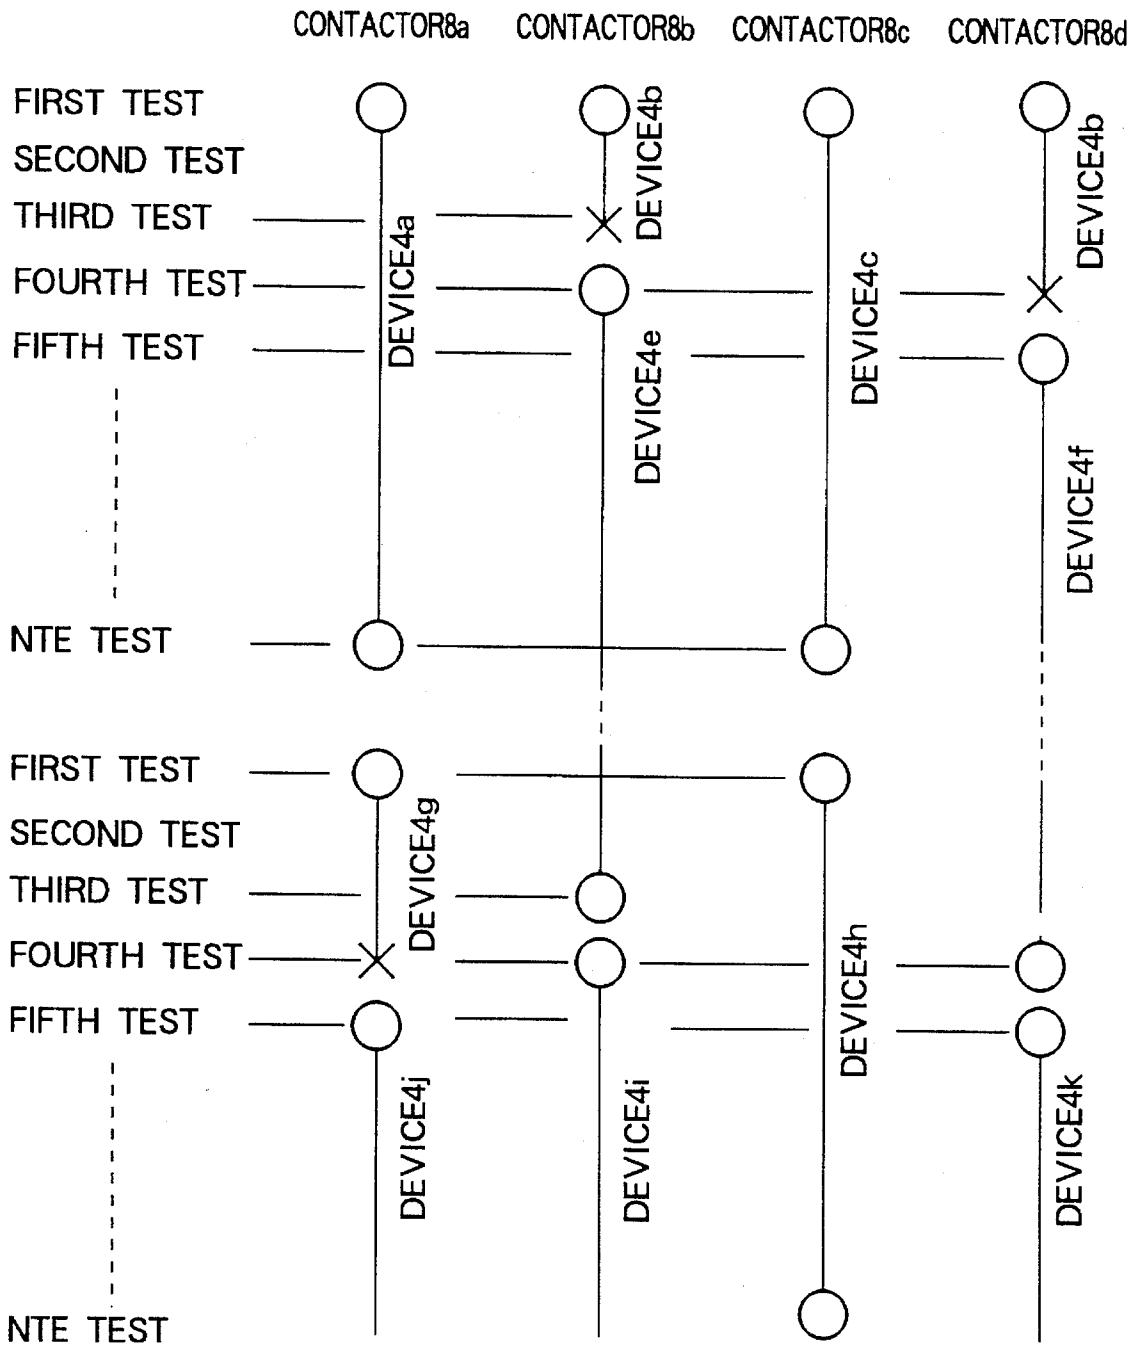 CONTACTOR8a CONTACTOR8b CONTACTOR8c CONTACTOR8d
FIRST TEST
SECOND TEST
THIRD TEST
FOURTH TEST
FIFTH TEST
DEVICE4a
DEVICE4b
DEVICE4e
DEVICE4c
DEVICE4b
DEVICE4f
NTE TEST
FIRST TEST
SECOND TEST
THIRD TEST
FOURTH TEST
FIFTH TEST
DEVICE4g
DEVICE4j
DEVICE4i
DEVICE4h
DEVICE4k
NTE TEST